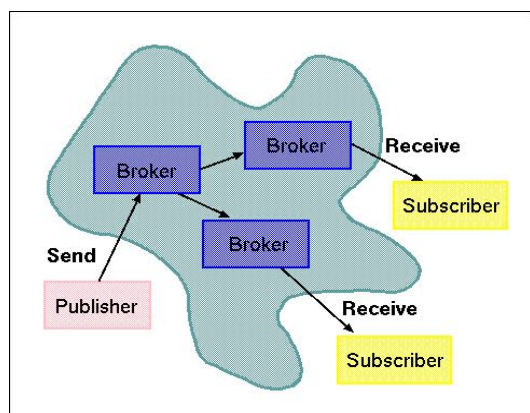 Broker
Receive
Broker
Subscriber
Broker
Send
Publisher
Receive
Subscriber